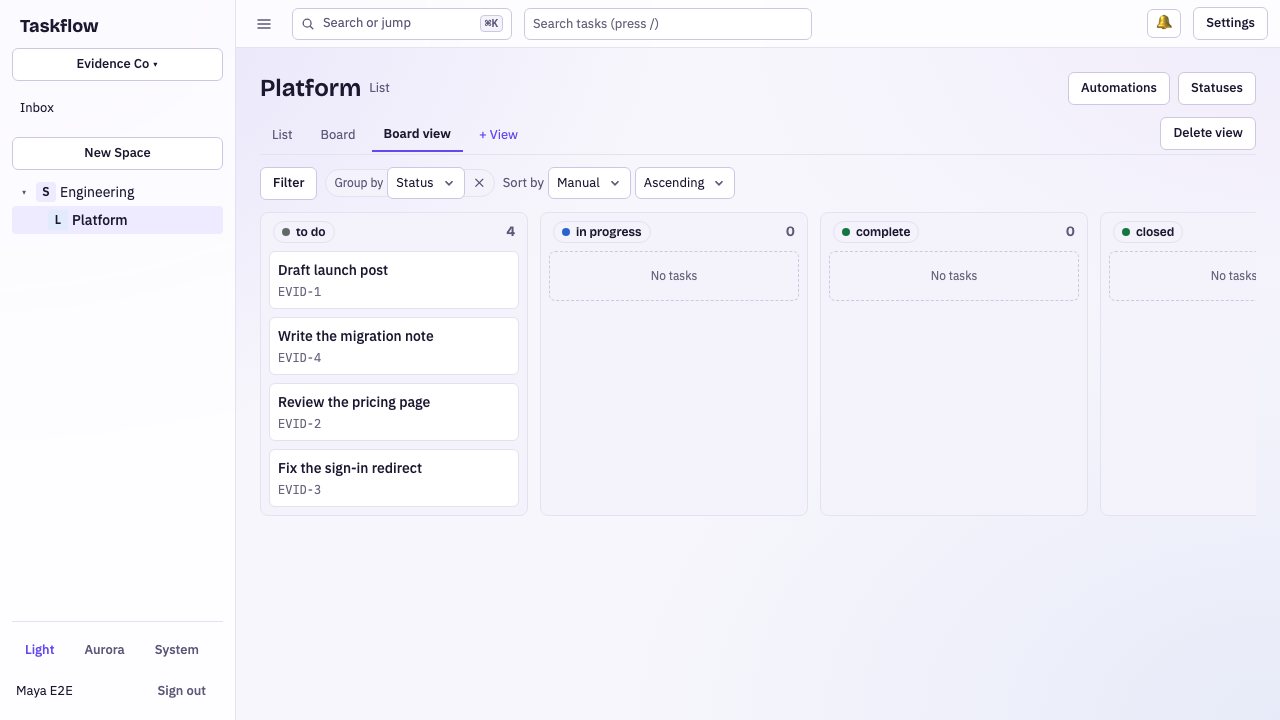 Taskflow
Evidence Co ▾
Inbox
New Space
▾ S Engineering
L Platform
Light Aurora System
Maya E2E Sign out
Search or jump ⌘K
Search tasks (press /)
Settings
Platform List
Automations Statuses
List Board Board view + View
Delete view
Filter Group by Status Sort by Manual Ascending
to do 4
Draft launch post
EVID-1
Write the migration note
EVID-4
Review the pricing page
EVID-2
Fix the sign-in redirect
EVID-3
in progress 0
No tasks
complete 0
No tasks
closed
No tasks